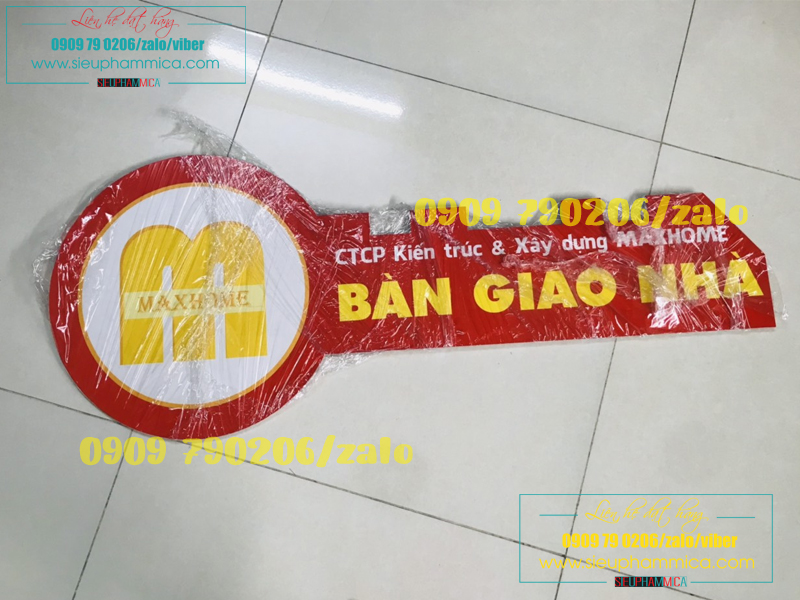 Liên hệ đặt hàng
0909 79 0206/zalo/viber
www.sieuphammica.com
SIEUPHAMMICA
0909 790206/zalo
CTCP Kiến trúc & Xây dựng MAXHOME
MAXHOME
BÀN GIAO NHÀ
0909 790206/zalo
Liên hệ đặt hàng
0909 79 0206/zalo/viber
www.sieuphammica.com
SIEUPHAMMICA